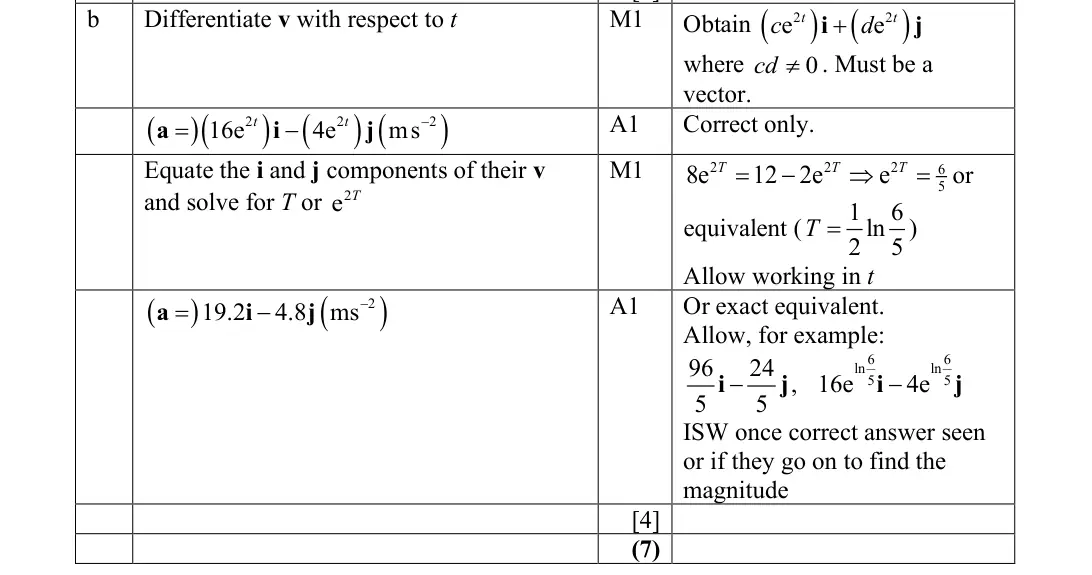 b Differentiate v with respect to t M1 Obtain (ce^{2t})i+(de^{2t})j
where cd ≠ 0. Must be a
vector.
(a =)(16e^{2t})i−(4e^{2t})j(m s^{−2}) A1 Correct only.
Equate the i and j components of their v M1 8e^{2T} = 12 − 2e^{2T} ⇒ e^{2T} = 6/5 or
and solve for T or e^{2T}
equivalent ( T = 1/2 ln 6/5 )
Allow working in t
(a =)19.2i − 4.8j(ms^{−2}) A1 Or exact equivalent.
Allow, for example:
96/5 i − 24/5 j, 16e^{ln 6/5}i − 4e^{ln 6/5}j
ISW once correct answer seen
or if they go on to find the
magnitude
[4]
(7)